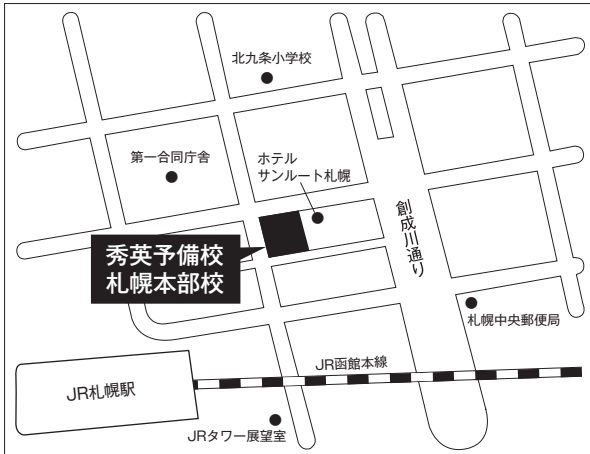 北九条小学校
第一合同庁舎
ホテル
サンルート札幌
創成川通り
秀英予備校
札幌本部校
札幌中央郵便局
JR函館本線
JR札幌駅
JRタワー展望室